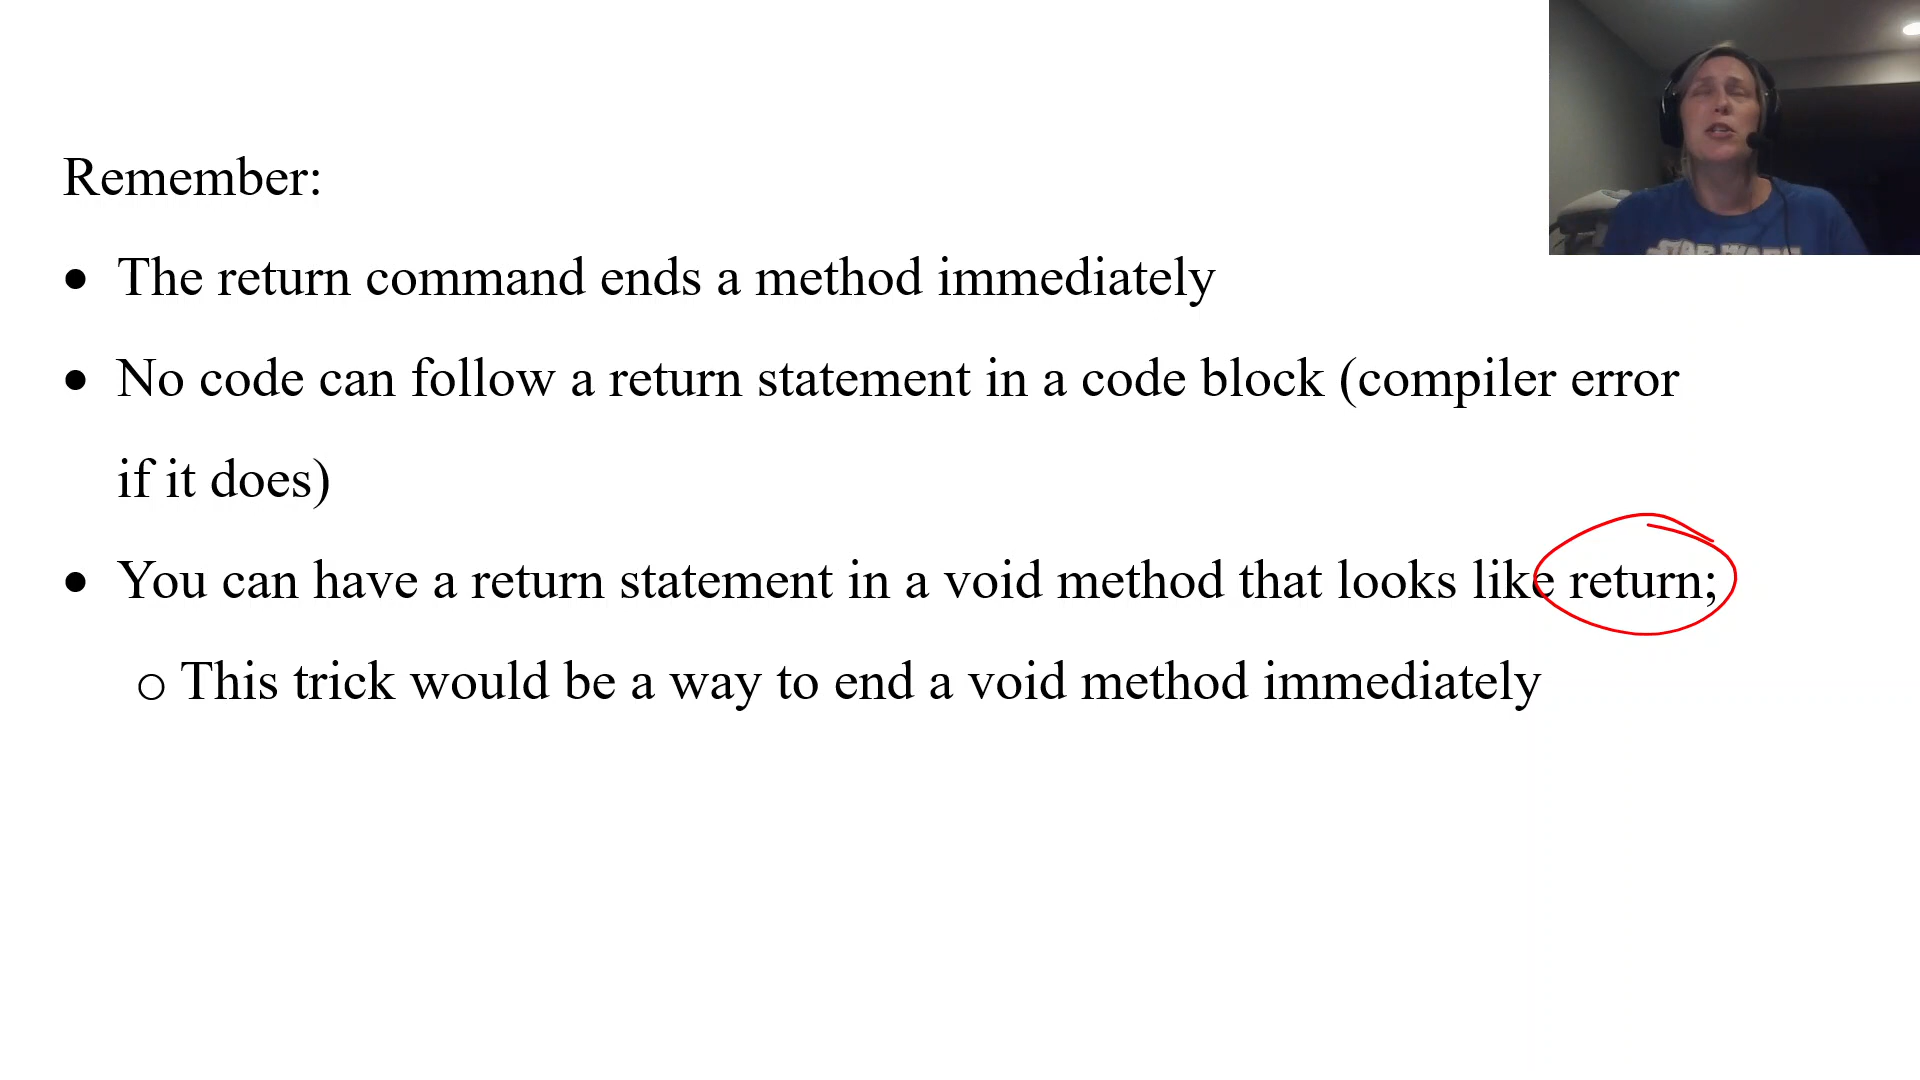 Remember:
• The return command ends a method immediately
• No code can follow a return statement in a code block (compiler error
if it does)
• You can have a return statement in a void method that looks like return;
o This trick would be a way to end a void method immediately